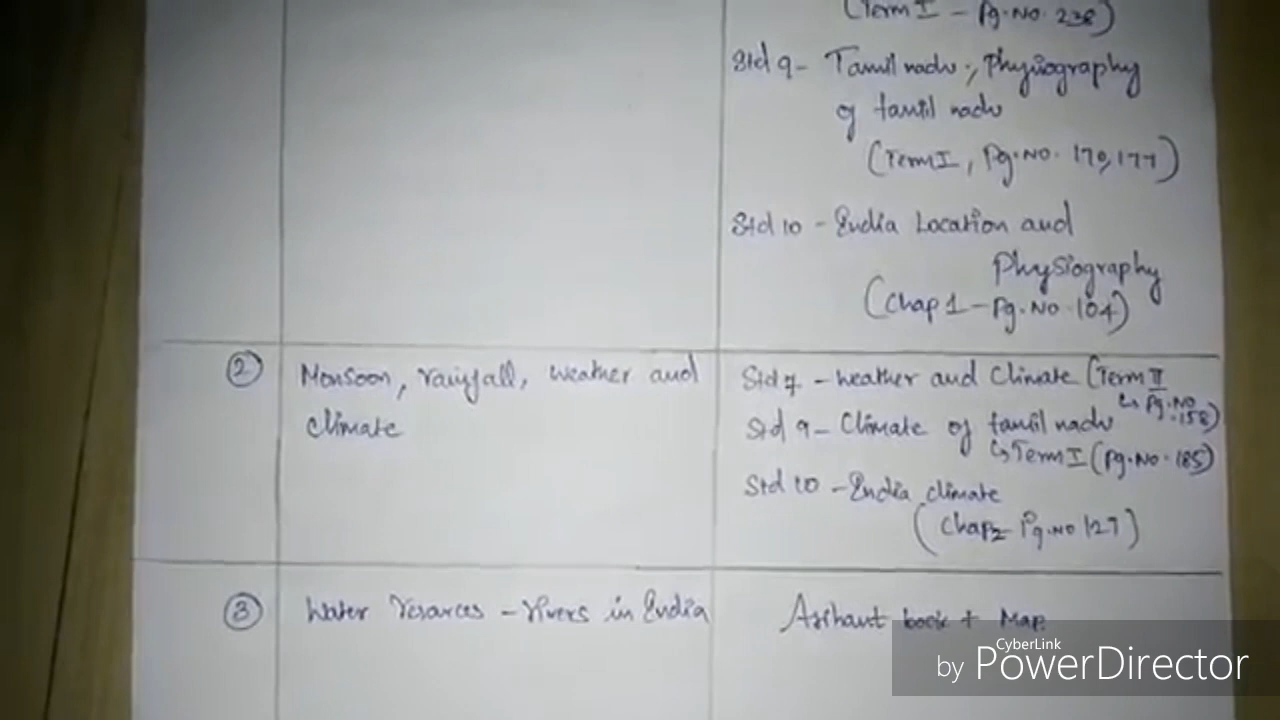 (Term I - Pg.No. 238)
Std 9 - Tamil nadu, Physiography
of tamil nadu
(Term I, Pg.No. 170,177)
Std 10 - India Location and
Physiography
(Chap 1 - Pg.No. 104)
② Monsoon, rainfall, weather and
climate
Std 7 - weather and Climate (Term II
↳ Pg.No
.158)
Std 9 - Climate of tamil nadu
↳ Term I (Pg.No. 185)
Std 10 - India climate
(Chap 2 Pg.No 127)
③ Water resources - rivers in India
Arihant book + Map.
CyberLink
by PowerDirector